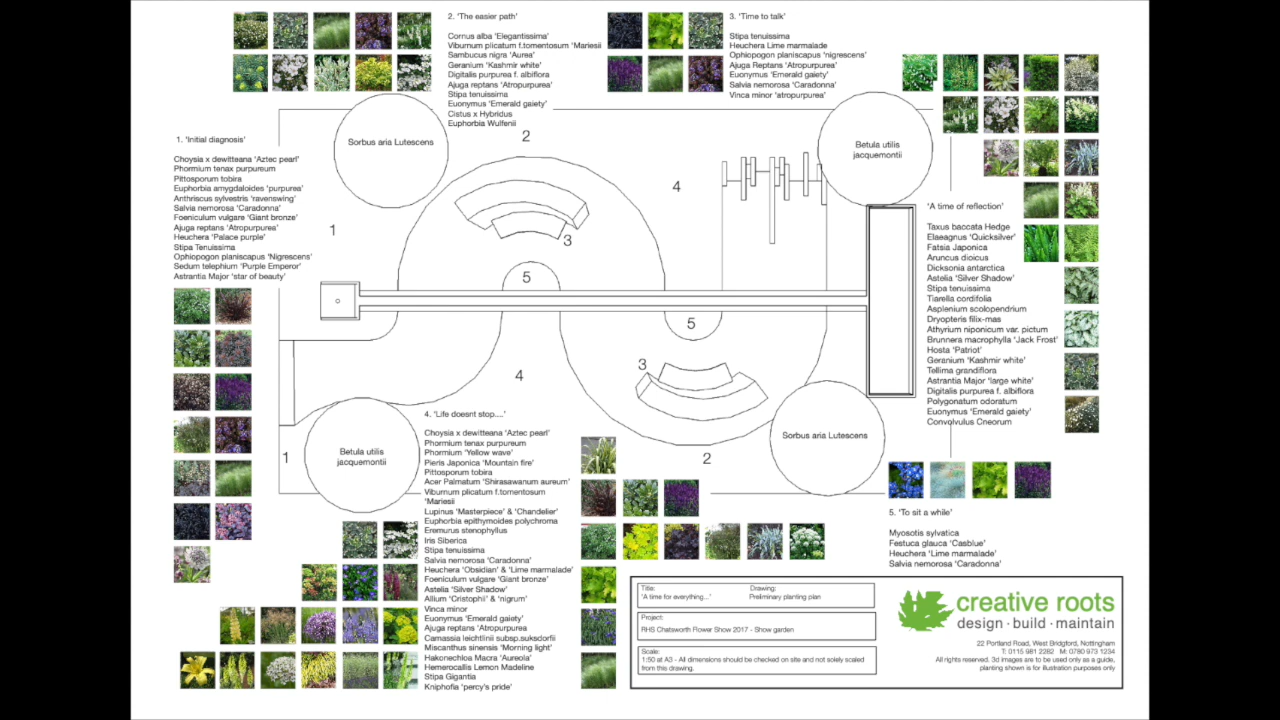 2. 'The easier path'
Cornus alba 'Elegantissima'
Viburnum plicatum f.tomentosum 'Mariesii
Sambucus nigra 'Aurea'
Geranium 'Kashmir white'
Digitalis purpurea f. albiflora
Ajuga reptans 'Atropurpurea'
Stipa tenuissima
Euonymus 'Emerald gaiety'
Cistus x Hybridus
Euphorbia Wulfenii
3. 'Time to talk'
Stipa tenuissima
Heuchera Lime marmalade
Ophiopogon planiscapus 'nigrescens'
Ajuga Reptans 'Atropurpurea'
Euonymus 'Emerald gaiety'
Salvia nemorosa 'Caradonna'
Vinca minor 'atropurpurea'
1. 'Initial diagnosis'
Choysia x dewitteana 'Aztec pearl'
Phormium tenax purpureum
Pittosporum tobira
Euphorbia amygdaloides 'purpurea'
Anthriscus sylvestris 'ravenswing'
Salvia nemorosa 'Caradonna'
Foeniculum vulgare 'Giant bronze'
Ajuga reptans 'Atropurpurea'
Heuchera 'Palace purple'
Stipa Tenuissima
Ophiopogon planiscapus 'Nigrescens'
Sedum telephium 'Purple Emperor'
Astrantia Major 'star of beauty'
Sorbus aria Lutescens
Betula utilis
jacquemontii
2
4
1
3
5
5
3
4
2
1
Betula utilis
jacquemontii
Sorbus aria Lutescens
'A time of reflection'
Taxus baccata Hedge
Elaeagnus 'Quicksilver'
Fatsia Japonica
Aruncus dioicus
Dicksonia antarctica
Astelia 'Silver Shadow'
Stipa tenuissima
Tiarella cordifolia
Asplenium scolopendrium
Dryopteris filix-mas
Athyrium niponicum var. pictum
Brunnera macrophylla 'Jack Frost'
Hosta 'Patriot'
Geranium 'Kashmir white'
Tellima grandiflora
Astrantia Major 'large white'
Digitalis purpurea f. albiflora
Polygonatum odoratum
Euonymus 'Emerald gaiety'
Convolvulus Cneorum
4. 'Life doesnt stop....'
Choysia x dewitteana 'Aztec pearl'
Phormium tenax purpureum
Phormium 'Yellow wave'
Pieris Japonica 'Mountain fire'
Pittosporum tobira
Acer Palmatum 'Shirasawanum aureum'
Viburnum plicatum f.tomentosum
'Mariesii
Lupinus 'Masterpiece' & 'Chandelier'
Euphorbia epithymoides polychroma
Eremurus stenophyllus
Iris Siberica
Stipa tenuissima
Salvia nemorosa 'Caradonna'
Heuchera 'Obsidian' & 'Lime marmalade'
Foeniculum vulgare 'Giant bronze'
Astelia 'Silver Shadow'
Allium 'Cristophii' & 'nigrum'
Vinca minor
Euonymus 'Emerald gaiety'
Ajuga reptans 'Atropurpurea
Camassia leichtlinii subsp.suksdorfii
Miscanthus sinensis 'Morning light'
Hakonechloa Macra 'Aureola'
Hemerocallis Lemon Madeline
Stipa Gigantia
Kniphofia 'percy's pride'
5. 'To sit a while'
Myosotis sylvatica
Festuca glauca 'Casblue'
Heuchera 'Lime marmalade'
Salvia nemorosa 'Caradonna'
Title: Drawing:
'A time for everything...' Preliminary planting plan
Project:
RHS Chatsworth Flower Show 2017 - Show garden
Scale:
1:50 at A3 - All dimensions should be checked on site and not solely scaled
from this drawing.
creative roots
design · build · maintain
22 Portland Road, West Bridgford, Nottingham
T: 0115 981 2282 M: 0780 973 1234
All rights reserved. 3d images are to be used only as a guide,
planting shown is for illustration purposes only